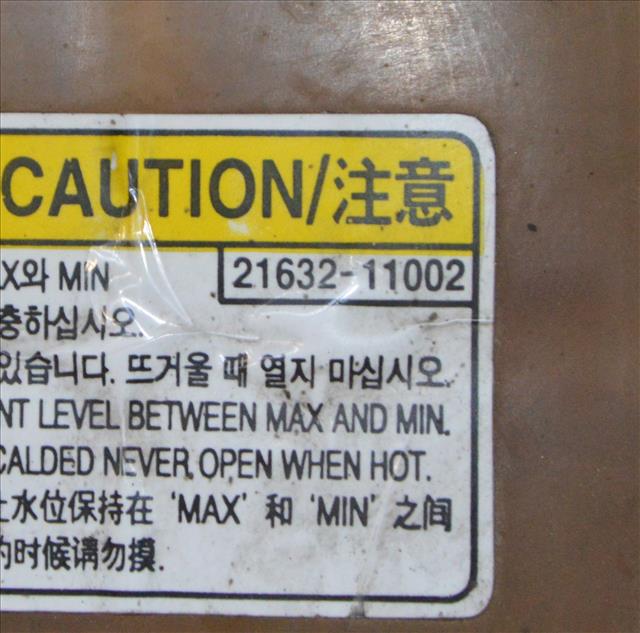 CAUTION/注意
X와 MIN 21632-11002
충하십시오.
있습니다. 뜨거울 때 열지 마십시오.
NT LEVEL BETWEEN MAX AND MIN.
CALDED NEVER OPEN WHEN HOT.
水位保持在 'MAX' 和 'MIN' 之间
的时候请勿摸.